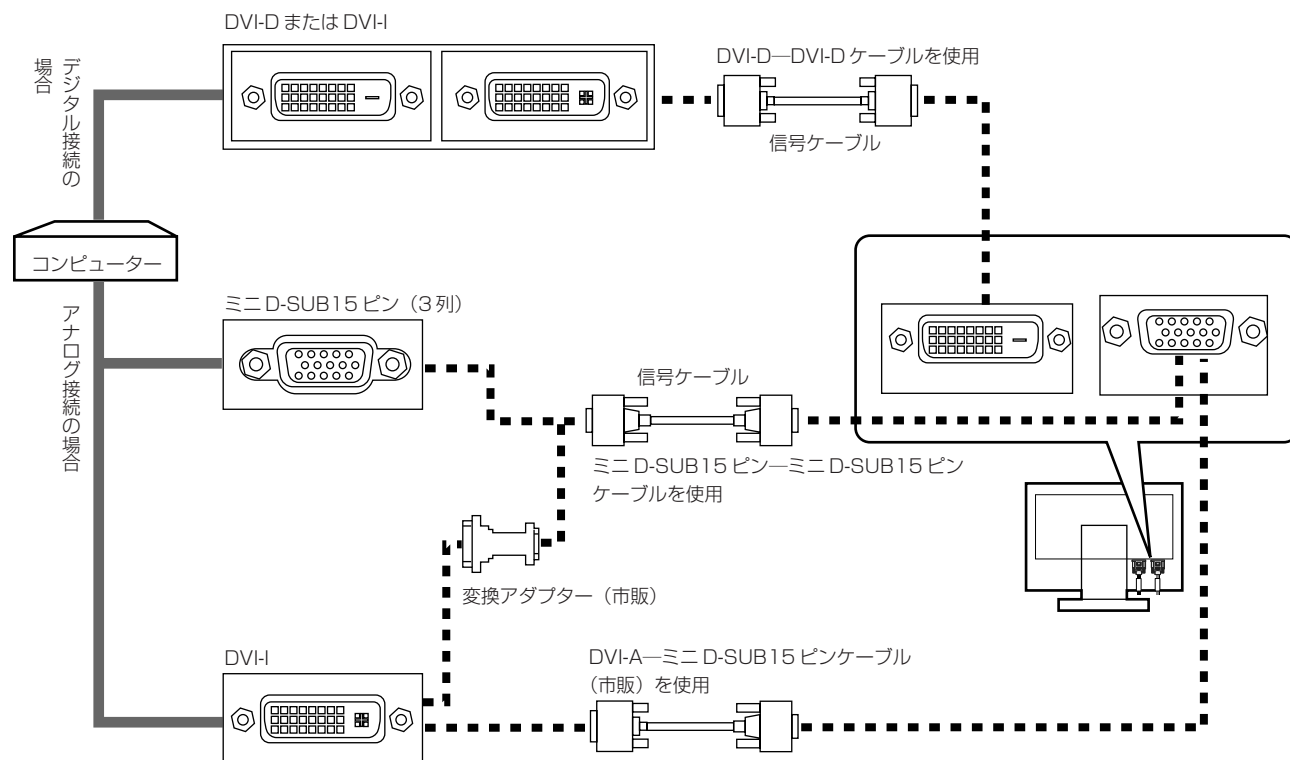 DVI-D または DVI-I
デジタル接続の
場合
DVI-D―DVI-D ケーブルを使用
信号ケーブル
コンピューター
アナログ接続の場合
ミニ D-SUB15 ピン（3 列）
信号ケーブル
ミニ D-SUB15 ピン―ミニ D-SUB15 ピン
ケーブルを使用
変換アダプター（市販）
DVI-I
DVI-A―ミニ D-SUB15 ピンケーブル
（市販）を使用